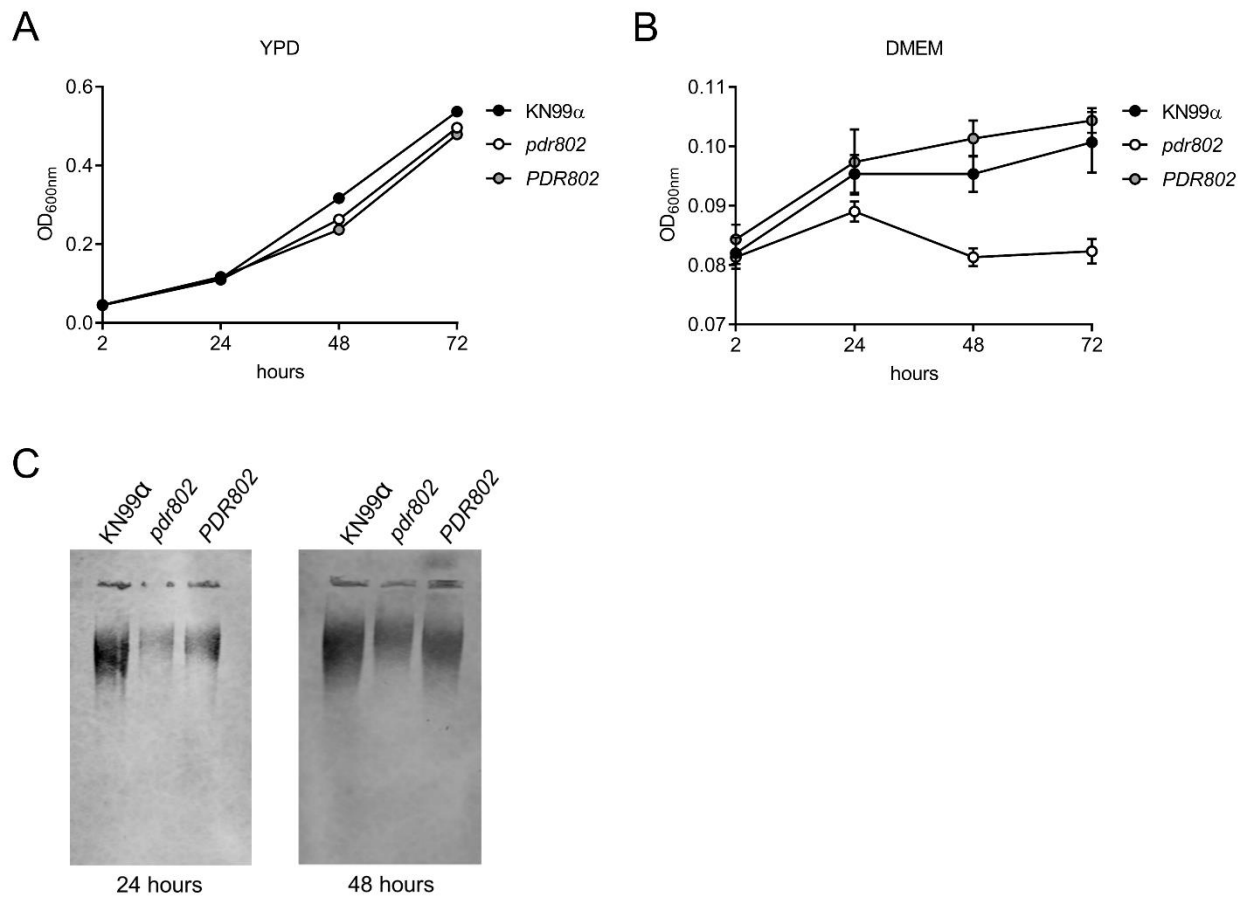 A
YPD
0.6
0.4
0.2
0.0
OD600nm
2
24
48
72
hours
KN99α
pdr802
PDR802
B
DMEM
0.11
0.10
0.09
0.08
0.07
OD600nm
2
24
48
72
hours
KN99α
pdr802
PDR802
C
KN99α
pdr802
PDR802
24 hours
KN99α
pdr802
PDR802
48 hours